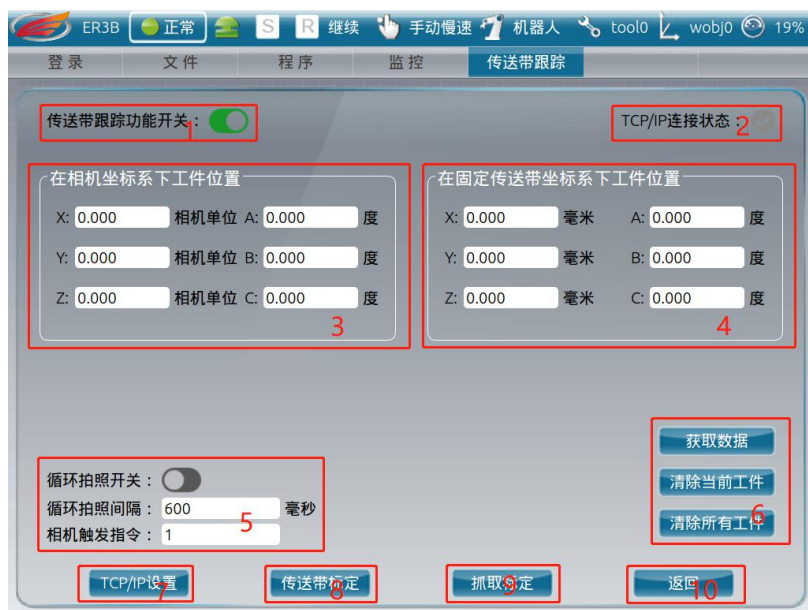 ER3B 正常 S R 继续 手动慢速 机器人 tool0 wobj0 19%
登录 文件 程序 监控 传送带跟踪
传送带跟踪功能开关： 1 TCP/IP连接状态： 2
在相机坐标系下工件位置 在固定传送带坐标系下工件位置
X: 0.000 相机单位 A: 0.000 度 X: 0.000 毫米 A: 0.000 度
Y: 0.000 相机单位 B: 0.000 度 Y: 0.000 毫米 B: 0.000 度
Z: 0.000 相机单位 C: 0.000 度 Z: 0.000 毫米 C: 0.000 度
3 4
获取数据
循环拍照开关： 清除当前工件
循环拍照间隔： 600 毫秒 5
清除所有工件 6
相机触发指令： 1
TCP/IP设置 7 传送带标定 8 抓取标定 9 返回 10